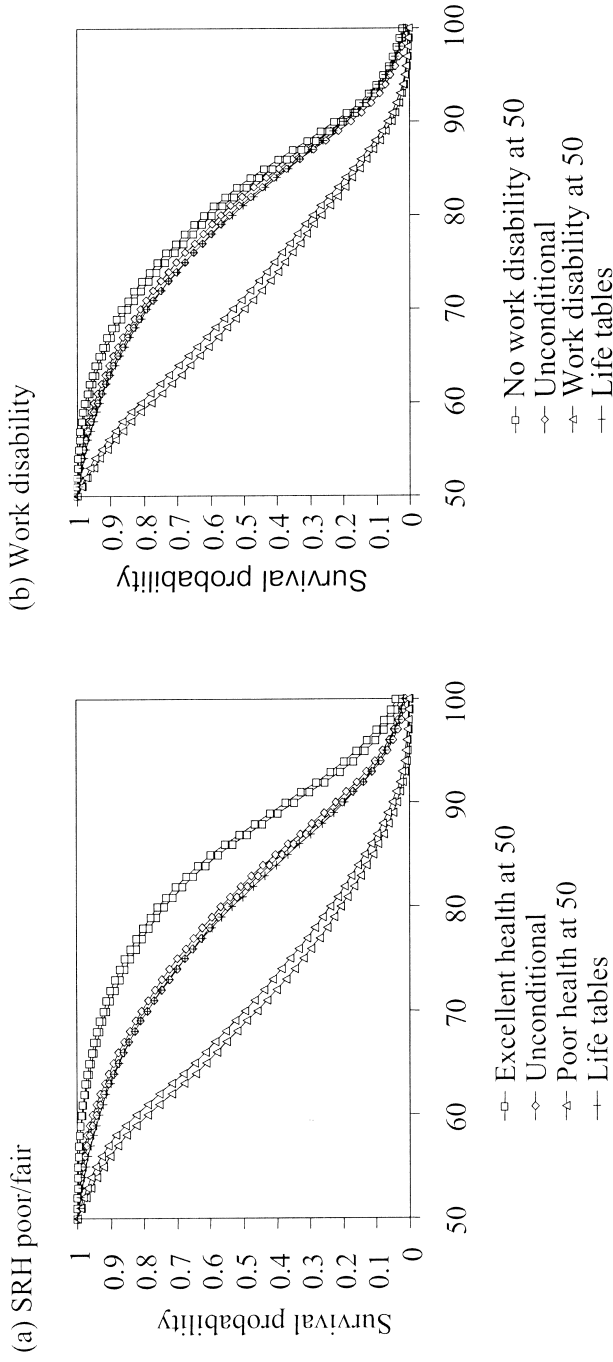 (a) SRH poor/fair
Survival probability
1
0.9
0.8
0.7
0.6
0.5
0.4
0.3
0.2
0.1
0
50
60
70
80
90
100
Excellent health at 50
Unconditional
Poor health at 50
Life tables
(b) Work disability
Survival probability
1
0.9
0.8
0.7
0.6
0.5
0.4
0.3
0.2
0.1
0
50
60
70
80
90
100
No work disability at 50
Unconditional
Work disability at 50
Life tables